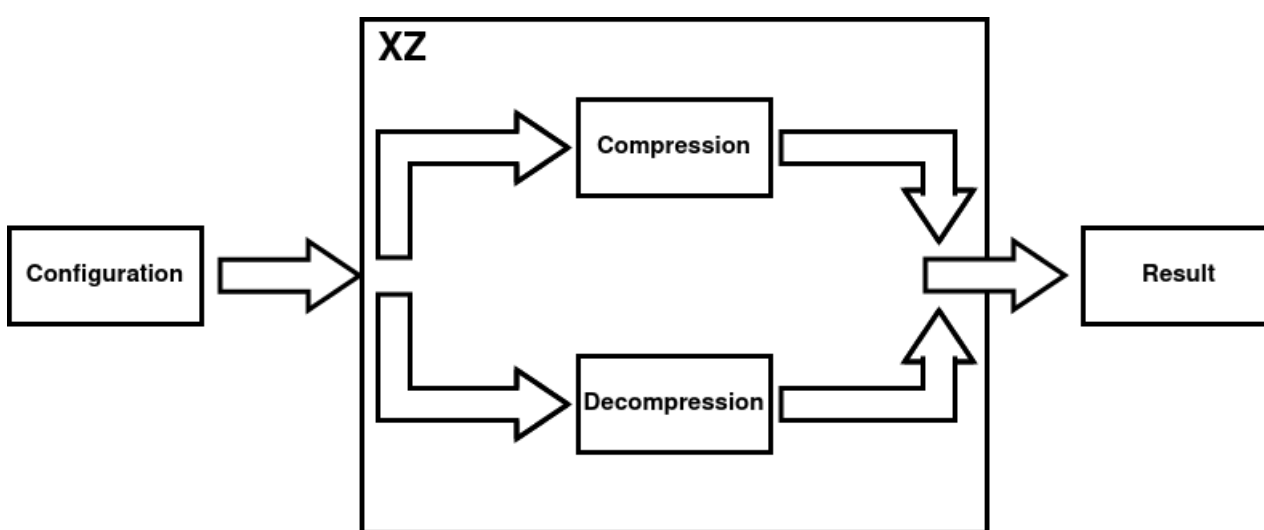 XZ
Compression
Configuration
Result
Decompression